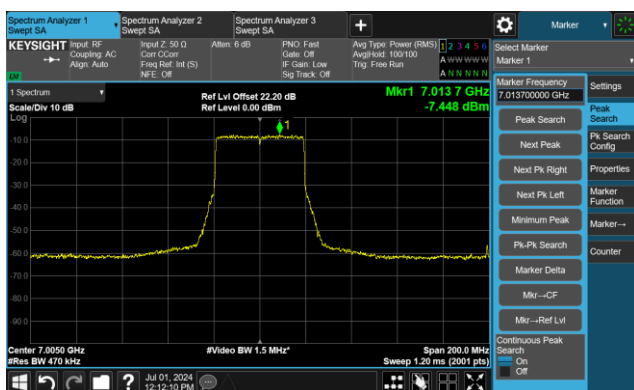 Spectrum Analyzer 1
Swept SA
Spectrum Analyzer 2
Swept SA
Spectrum Analyzer 3
Swept SA
+
Marker
KEYSIGHT
Input: RF
Coupling: AC
Align: Auto
Input Z: 50 Ω
Corr CCorr
Freq Ref: Int (S)
NFE: Off
Atten: 6 dB
PNO: Fast
Gate: Off
IF Gain: Low
Sig Track: Off
Avg Type: Power (RMS)
Avg|Hold: 100/100
Trig: Free Run
1 2 3 4 5 6
A W W W W W
A N N N N N
Select Marker
Marker 1
LXI
1 Spectrum
Scale/Div 10 dB
Log
Ref Lvl Offset 22.20 dB
Ref Level 0.00 dBm
Mkr1 7.013 7 GHz
-7.448 dBm
1
-10.0
-20.0
-30.0
-40.0
-50.0
-60.0
-70.0
-80.0
-90.0
Center 7.0050 GHz
#Res BW 470 kHz
#Video BW 1.5 MHz*
Span 200.0 MHz
Sweep 1.20 ms (2001 pts)
Marker Frequency
7.013700000 GHz
Peak Search
Next Peak
Next Pk Right
Next Pk Left
Minimum Peak
Pk-Pk Search
Marker Delta
Mkr→CF
Mkr→Ref Lvl
Continuous Peak
Search
On
Off
Settings
Peak
Search
Pk Search
Config
Properties
Marker
Function
Marker→
Counter
?
Jul 01, 2024
12:12:10 PM